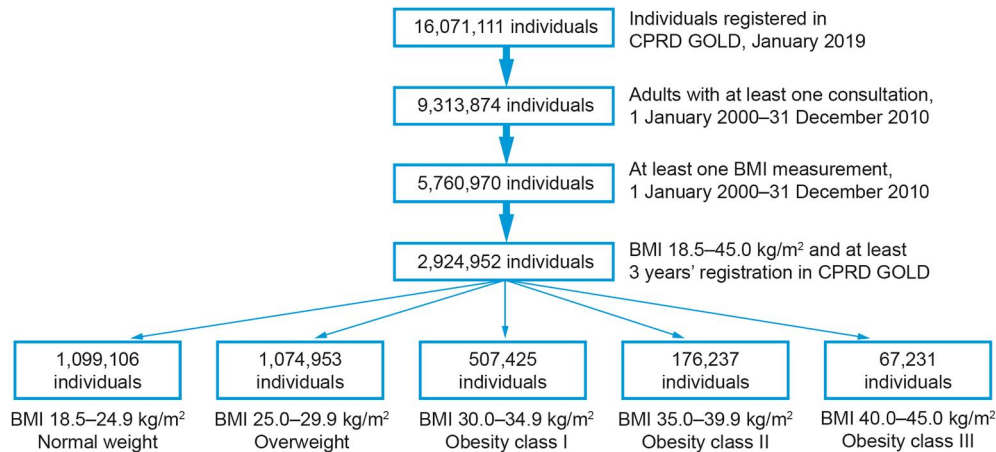 16,071,111 individuals
Individuals registered in
CPRD GOLD, January 2019
9,313,874 individuals
Adults with at least one consultation,
1 January 2000–31 December 2010
5,760,970 individuals
At least one BMI measurement,
1 January 2000–31 December 2010
2,924,952 individuals
BMI 18.5–45.0 kg/m² and at least
3 years’ registration in CPRD GOLD
1,099,106
individuals
BMI 18.5–24.9 kg/m²
Normal weight
1,074,953
individuals
BMI 25.0–29.9 kg/m²
Overweight
507,425
individuals
BMI 30.0–34.9 kg/m²
Obesity class I
176,237
individuals
BMI 35.0–39.9 kg/m²
Obesity class II
67,231
individuals
BMI 40.0–45.0 kg/m²
Obesity class III